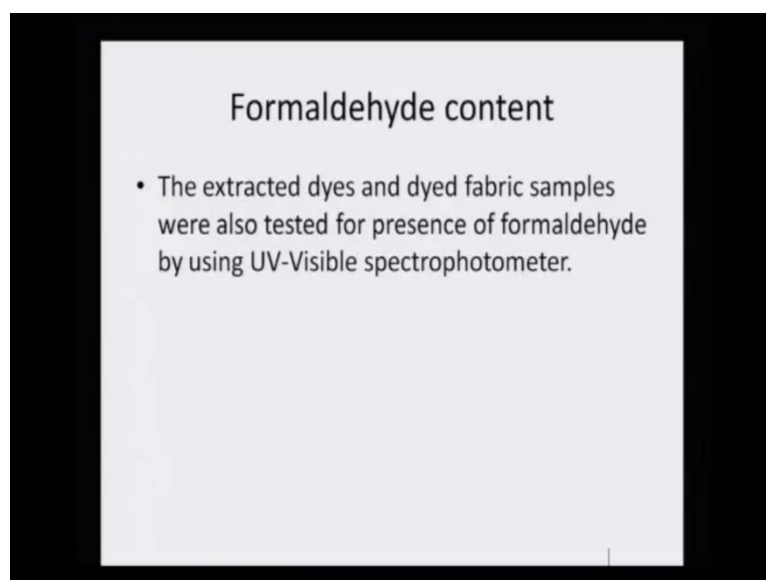 Formaldehyde content
• The extracted dyes and dyed fabric samples
were also tested for presence of formaldehyde
by using UV-Visible spectrophotometer.